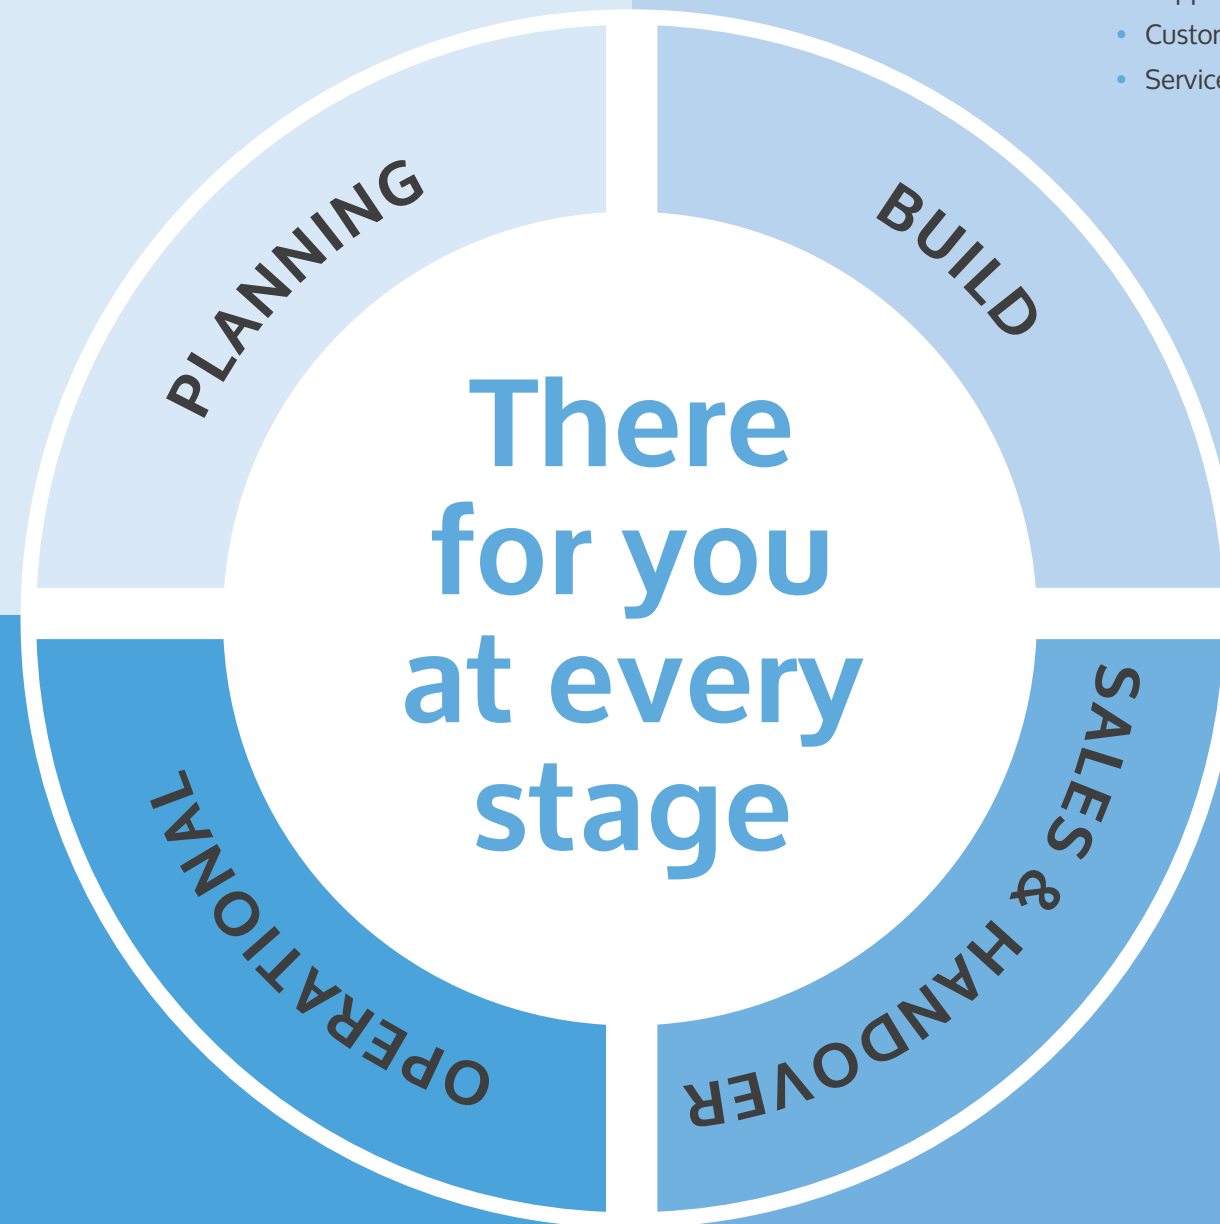 PLANNING
BUILD
There
for you
at every
stage
SALES & HANDOVER
OPERATIONAL